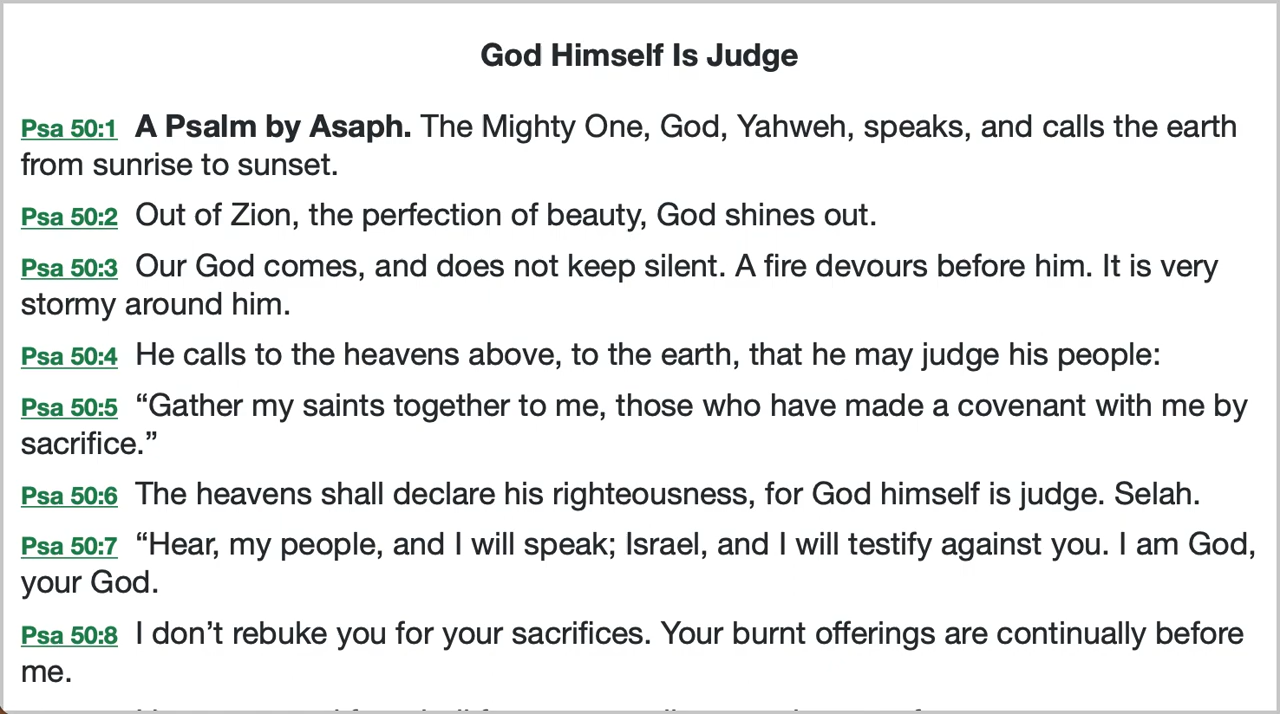 God Himself Is Judge
Psa 50:1 A Psalm by Asaph. The Mighty One, God, Yahweh, speaks, and calls the earth
from sunrise to sunset.
Psa 50:2 Out of Zion, the perfection of beauty, God shines out.
Psa 50:3 Our God comes, and does not keep silent. A fire devours before him. It is very
stormy around him.
Psa 50:4 He calls to the heavens above, to the earth, that he may judge his people:
Psa 50:5 “Gather my saints together to me, those who have made a covenant with me by
sacrifice.”
Psa 50:6 The heavens shall declare his righteousness, for God himself is judge. Selah.
Psa 50:7 “Hear, my people, and I will speak; Israel, and I will testify against you. I am God,
your God.
Psa 50:8 I don’t rebuke you for your sacrifices. Your burnt offerings are continually before
me.